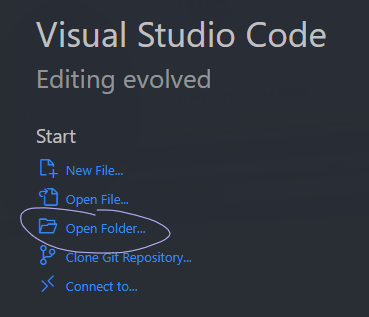 Visual Studio Code
Editing evolved
Start
New File...
Open File...
Open Folder...
Clone Git Repository...
Connect to...